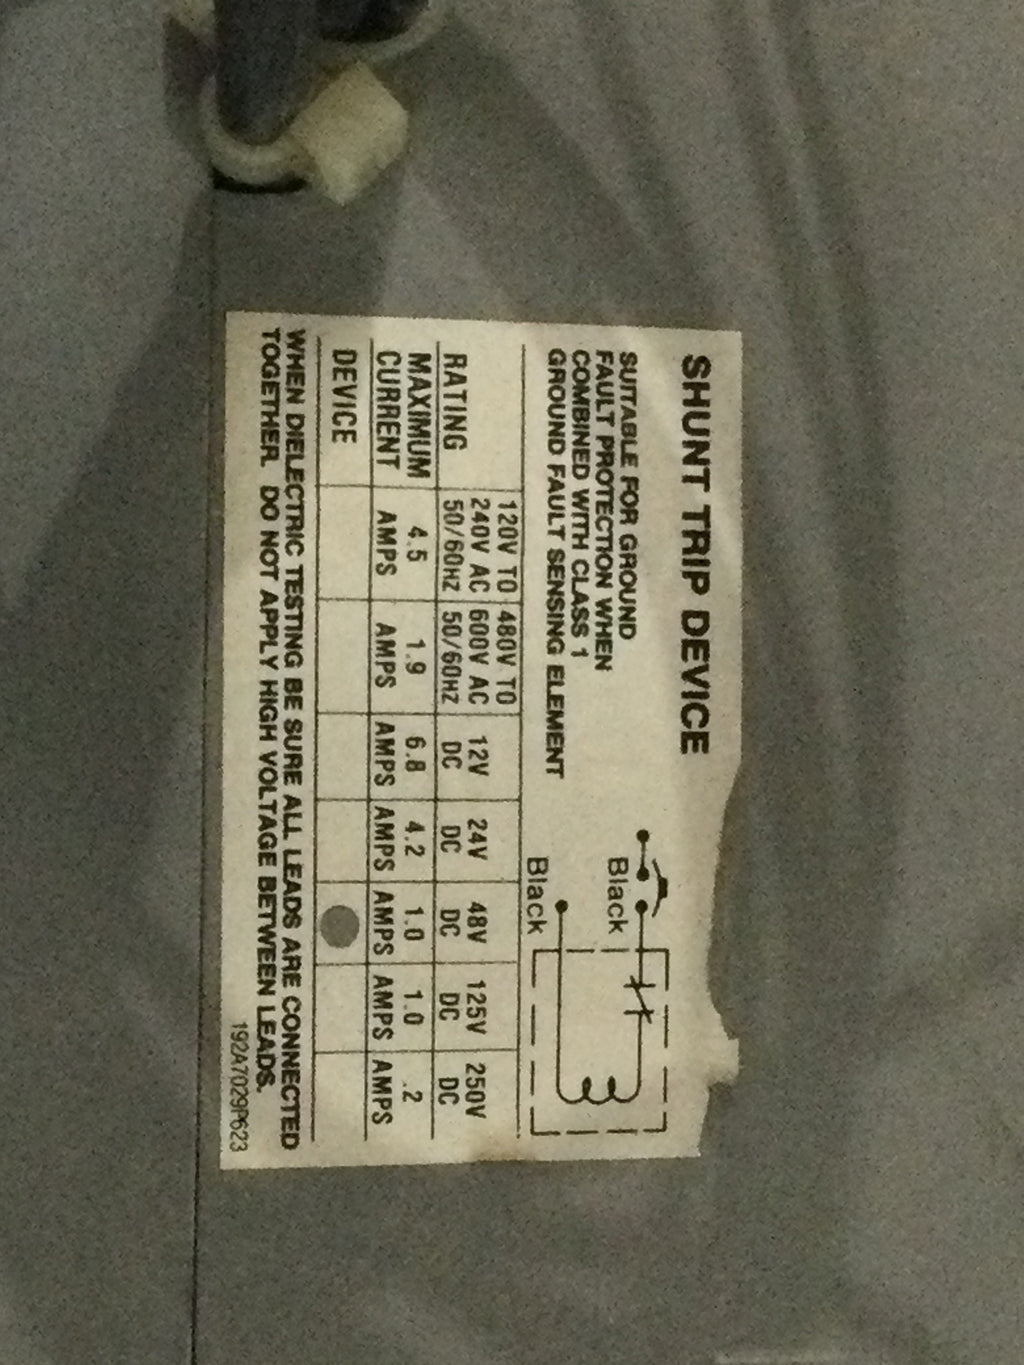 SHUNT TRIP DEVICE
SUITABLE FOR GROUND
FAULT PROTECTION WHEN
COMBINED WITH CLASS 1
GROUND FAULT SENSING ELEMENT
Black
Black
RATING 120V TO 240V AC 50/60HZ 480V TO 600V AC 50/60HZ 12V DC 24V DC 48V DC 125V DC 250V DC
MAXIMUM CURRENT 4.5 AMPS 1.9 AMPS 6.8 AMPS 4.2 AMPS 1.0 AMPS 1.0 AMPS .2 AMPS
DEVICE
WHEN DIELECTRIC TESTING BE SURE ALL LEADS ARE CONNECTED
TOGETHER. DO NOT APPLY HIGH VOLTAGE BETWEEN LEADS.
192A7029P623